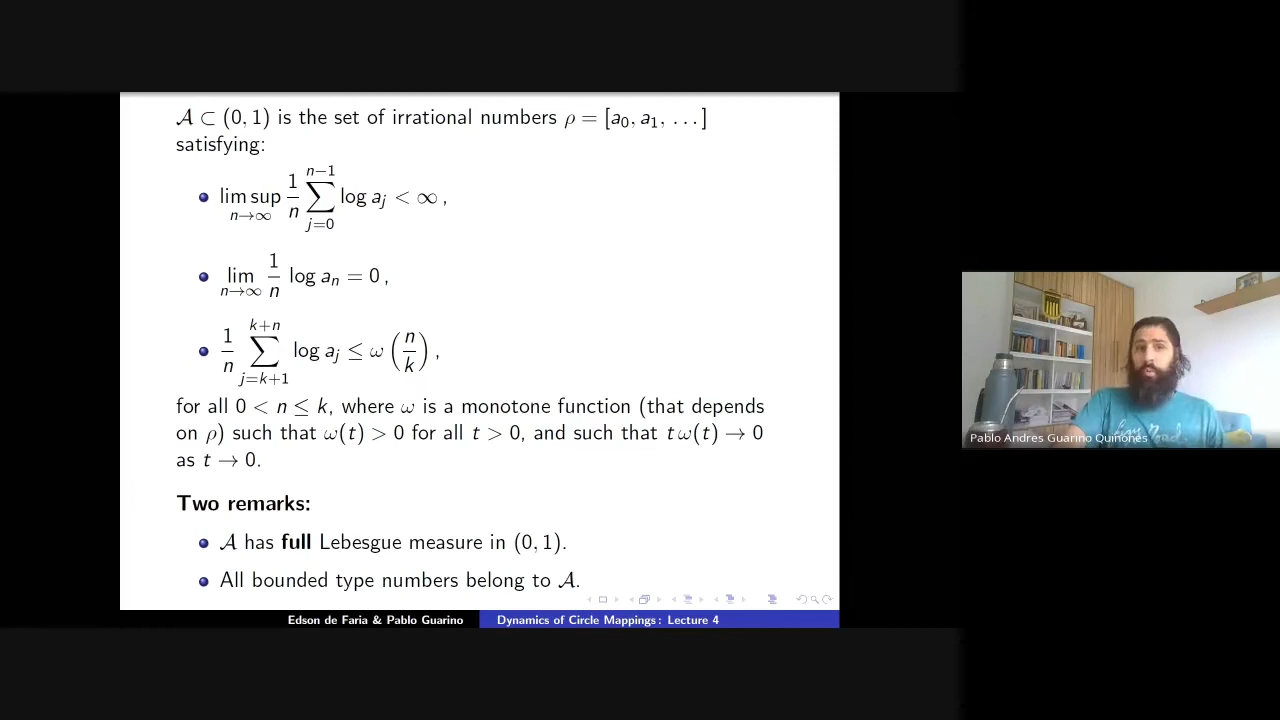 𝒜 ⊂ (0, 1) is the set of irrational numbers ρ = [a₀, a₁, …]
satisfying:
lim sup_{n→∞} 1/n ∑_{j=0}^{n−1} log a_j < ∞ ,
lim_{n→∞} 1/n log a_n = 0 ,
1/n ∑_{j=k+1}^{k+n} log a_j ≤ ω(n/k) ,
for all 0 < n ≤ k, where ω is a monotone function (that depends
on ρ) such that ω(t) > 0 for all t > 0, and such that t ω(t) → 0
as t → 0.
Two remarks:
𝒜 has full Lebesgue measure in (0, 1).
All bounded type numbers belong to 𝒜.
Edson de Faria & Pablo Guarino
Dynamics of Circle Mappings: Lecture 4
Pablo Andres Guarino Quiñones